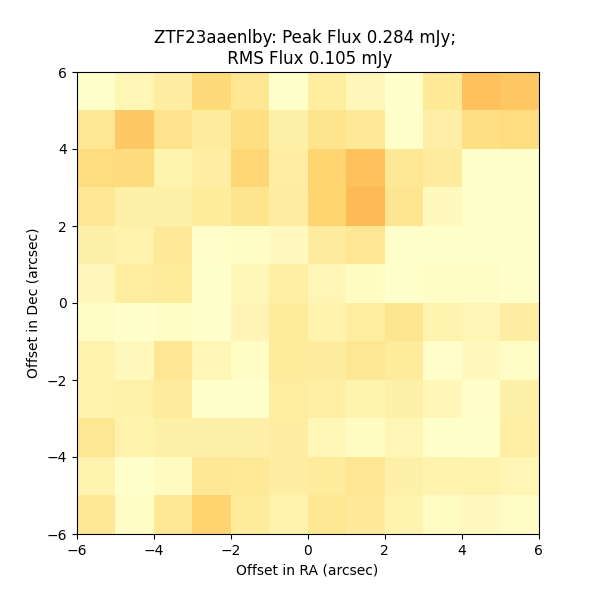 ZTF23aaenlby: Peak Flux 0.284 mJy;
RMS Flux 0.105 mJy
6
4
2
0
−2
−4
−6
Offset in Dec (arcsec)
−6 −4 −2 0 2 4 6
Offset in RA (arcsec)